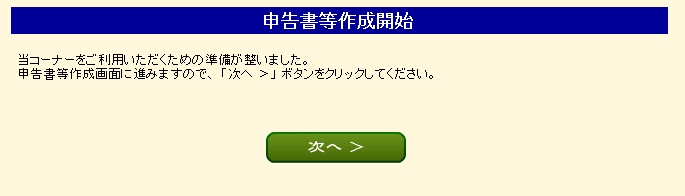 申告書等作成開始
当コーナーをご利用いただくための準備が整いました。
申告書等作成画面に進みますので、「次へ ＞」ボタンをクリックしてください。
次へ ＞